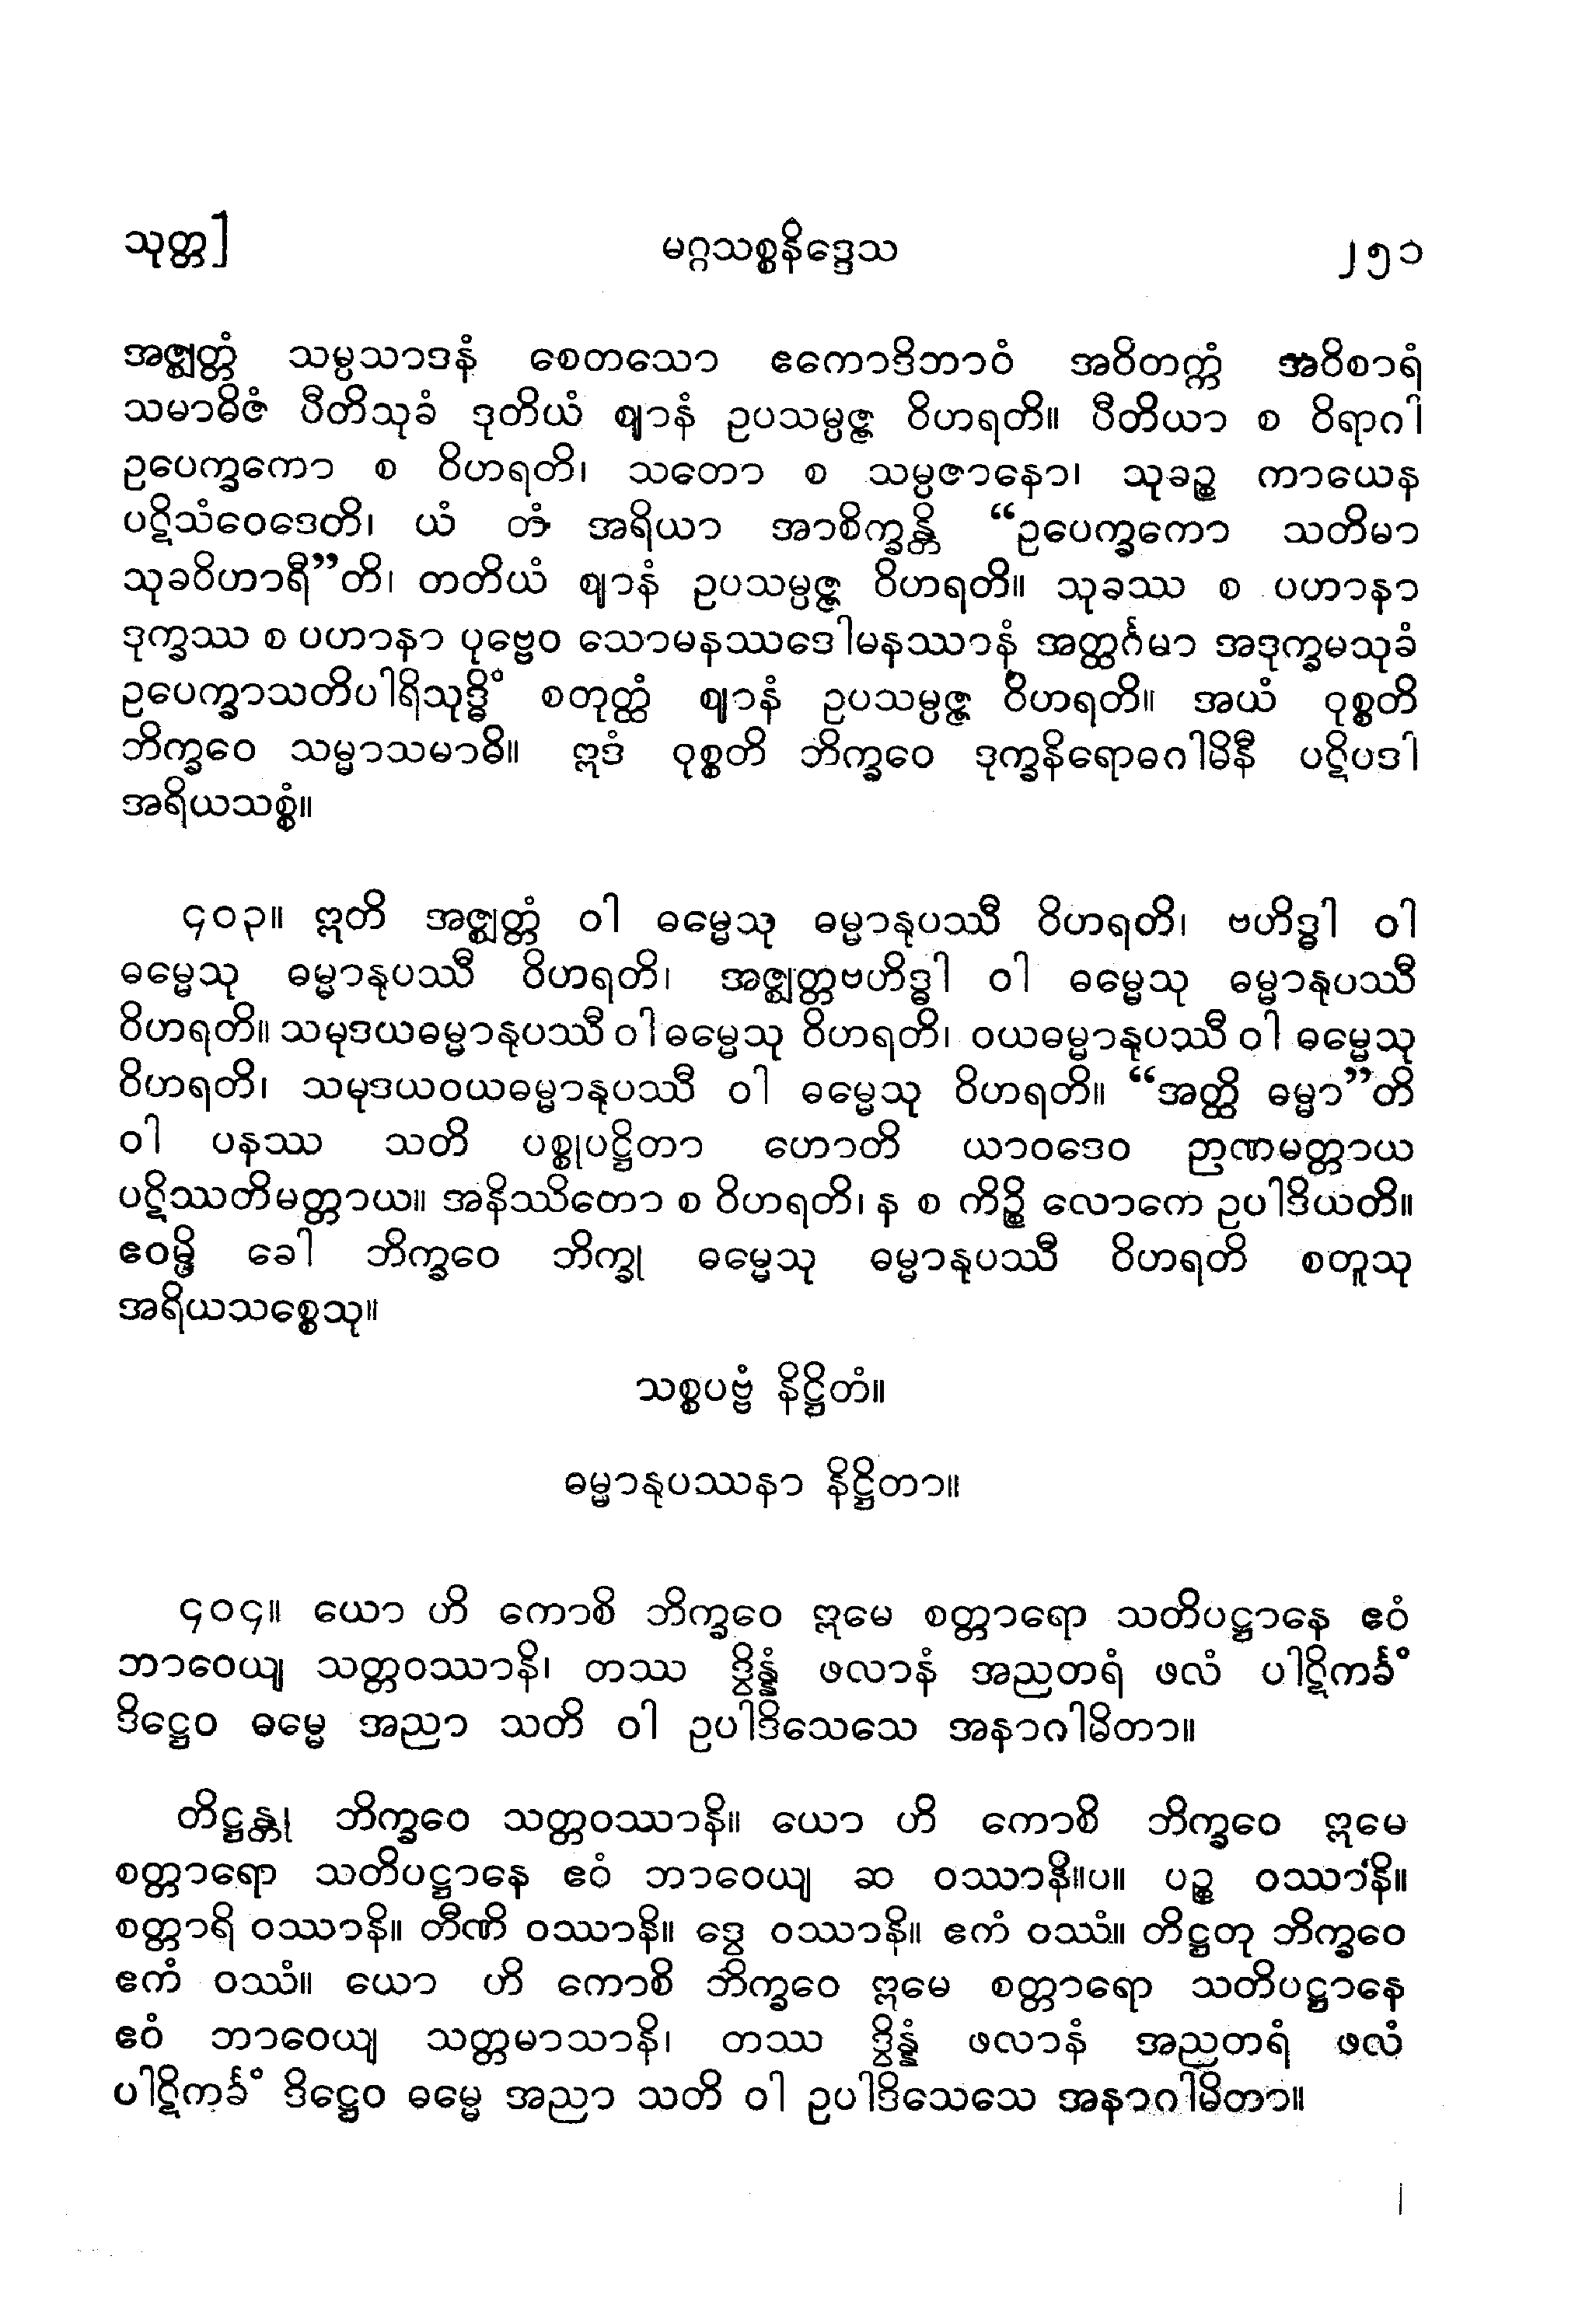 သုတ္တ] မဂ္ဂသစ္စနိဒ္ဒေသ ၂၅၁
အဇ္ဈတ္တံ သမ္ပသာဒနံ စေတသော ဧကောဒိဘာဝံ အဝိတက္ကံ အဝိစာရံ
သမာဓိဇံ ပီတိသုခံ ဒုတိယံ ဈာနံ ဥပသမ္ပဇ္ဇ ဝိဟရတိ။ ပီတိယာ စ ဝိရာဂါ
ဥပေက္ခကော စ ဝိဟရတိ၊ သတော စ သမ္ပဇာနော၊ သုခဉ္စ ကာယေန
ပဋိသံဝေဒေတိ၊ ယံ တံ အရိယာ အာစိက္ခန္တိ “ဥပေက္ခကော သတိမာ
သုခဝိဟာရီ”တိ၊ တတိယံ ဈာနံ ဥပသမ္ပဇ္ဇ ဝိဟရတိ။ သုခဿ စ ပဟာနာ
ဒုက္ခဿ စ ပဟာနာ ပုဗ္ဗေဝ သောမနဿဒေါမနဿာနံ အတ္ထင်္ဂမာ အဒုက္ခမသုခံ
ဥပေက္ခာသတိပါရိသုဒ္ဓိံ စတုတ္ထံ ဈာနံ ဥပသမ္ပဇ္ဇ ဝိဟရတိ။ အယံ ဝုစ္စတိ
ဘိက္ခဝေ သမ္မာသမာဓိ။ ဣဒံ ဝုစ္စတိ ဘိက္ခဝေ ဒုက္ခနိရောဓဂါမိနီ ပဋိပဒါ
အရိယသစ္စံ။
၄၀၃။ ဣတိ အဇ္ဈတ္တံ ဝါ ဓမ္မေသု ဓမ္မာနုပဿီ ဝိဟရတိ၊ ဗဟိဒ္ဓါ ဝါ
ဓမ္မေသု ဓမ္မာနုပဿီ ဝိဟရတိ၊ အဇ္ဈတ္တဗဟိဒ္ဓါ ဝါ ဓမ္မေသု ဓမ္မာနုပဿီ
ဝိဟရတိ။ သမုဒယဓမ္မာနုပဿီ ဝါ ဓမ္မေသု ဝိဟရတိ၊ ဝယဓမ္မာနုပဿီ ဝါ ဓမ္မေသု
ဝိဟရတိ၊ သမုဒယဝယဓမ္မာနုပဿီ ဝါ ဓမ္မေသု ဝိဟရတိ။ “အတ္ထိ ဓမ္မာ”တိ
ဝါ ပနဿ သတိ ပစ္စုပဋ္ဌိတာ ဟောတိ ယာဝဒေဝ ဉာဏမတ္တာယ
ပဋိဿတိမတ္တာယ။ အနိဿိတော စ ဝိဟရတိ၊ န စ ကိဉ္စိ လောကေ ဥပါဒိယတိ။
ဧဝမ္ပိ ခေါ ဘိက္ခဝေ ဘိက္ခု ဓမ္မေသု ဓမ္မာနုပဿီ ဝိဟရတိ စတူသု
အရိယသစ္စေသု။
သစ္စပဗ္ဗံ နိဋ္ဌိတံ။
ဓမ္မာနုပဿနာ နိဋ္ဌိတာ။
၄၀၄။ ယော ဟိ ကောစိ ဘိက္ခဝေ ဣမေ စတ္တာရော သတိပဋ္ဌာနေ ဧဝံ
ဘာဝေယျ သတ္တဝဿာနိ၊ တဿ ဒွိန္နံ ဖလာနံ အညတရံ ဖလံ ပါဋိကင်္ခံ
ဒိဋ္ဌေဝ ဓမ္မေ အညာ သတိ ဝါ ဥပါဒိသေသေ အနာဂါမိတာ။
တိဋ္ဌန္တု ဘိက္ခဝေ သတ္တဝဿာနိ။ ယော ဟိ ကောစိ ဘိက္ခဝေ ဣမေ
စတ္တာရော သတိပဋ္ဌာနေ ဧဝံ ဘာဝေယျ ဆ ဝဿာနိ။ပ။ ပဉ္စ ဝဿာနိ။
စတ္တာရိ ဝဿာနိ။ တီဏိ ဝဿာနိ။ ဒွေ ဝဿာနိ။ ဧကံ ဝဿံ။ တိဋ္ဌတု ဘိက္ခဝေ
ဧကံ ဝဿံ။ ယော ဟိ ကောစိ ဘိက္ခဝေ ဣမေ စတ္တာရော သတိပဋ္ဌာနေ
ဧဝံ ဘာဝေယျ သတ္တမာသာနိ၊ တဿ ဒွိန္နံ ဖလာနံ အညတရံ ဖလံ
ပါဋိကင်္ခံ ဒိဋ္ဌေဝ ဓမ္မေ အညာ သတိ ဝါ ဥပါဒိသေသေ အနာဂါမိတာ။